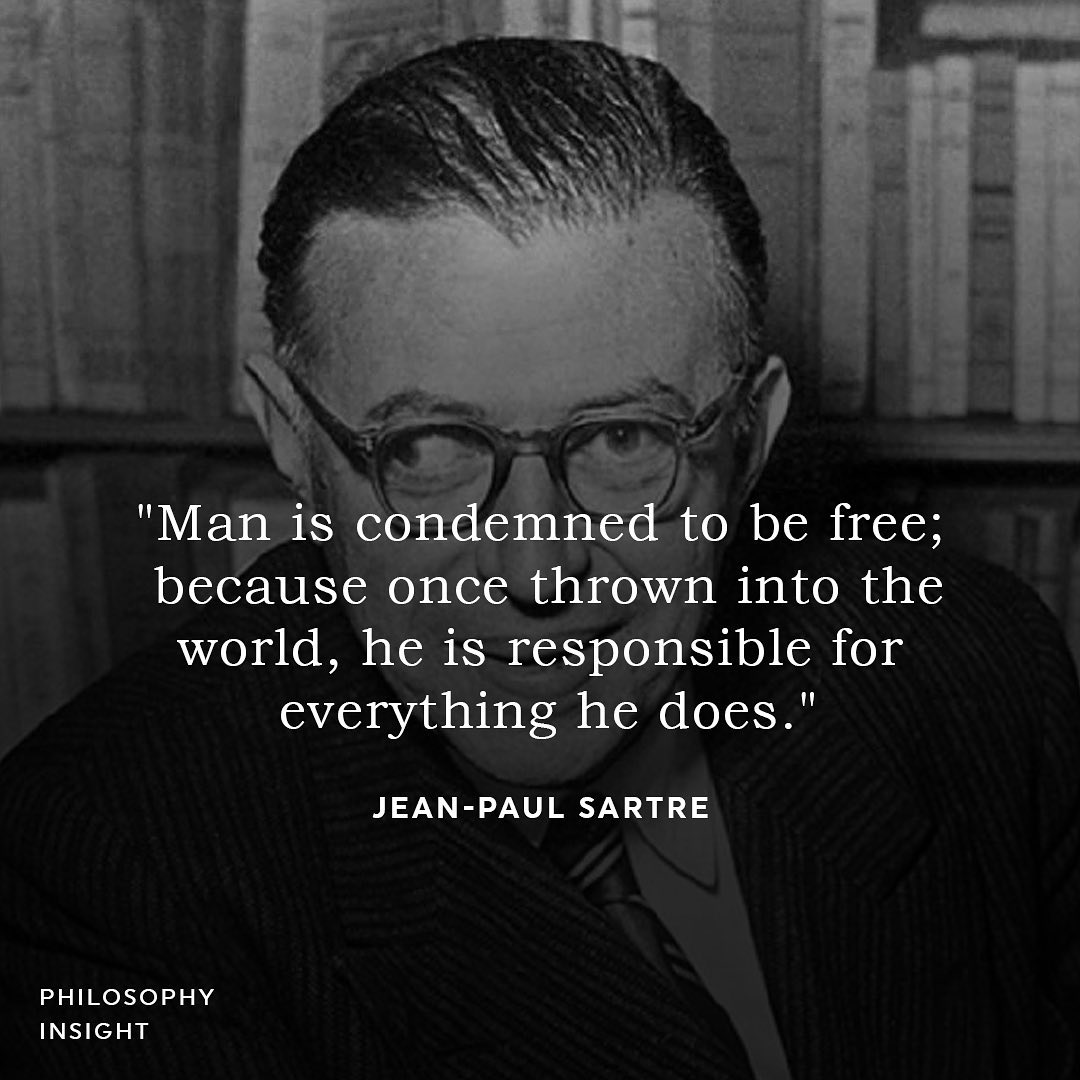 "Man is condemned to be free;
because once thrown into the
world, he is responsible for
everything he does."
JEAN-PAUL SARTRE
PHILOSOPHY
INSIGHT